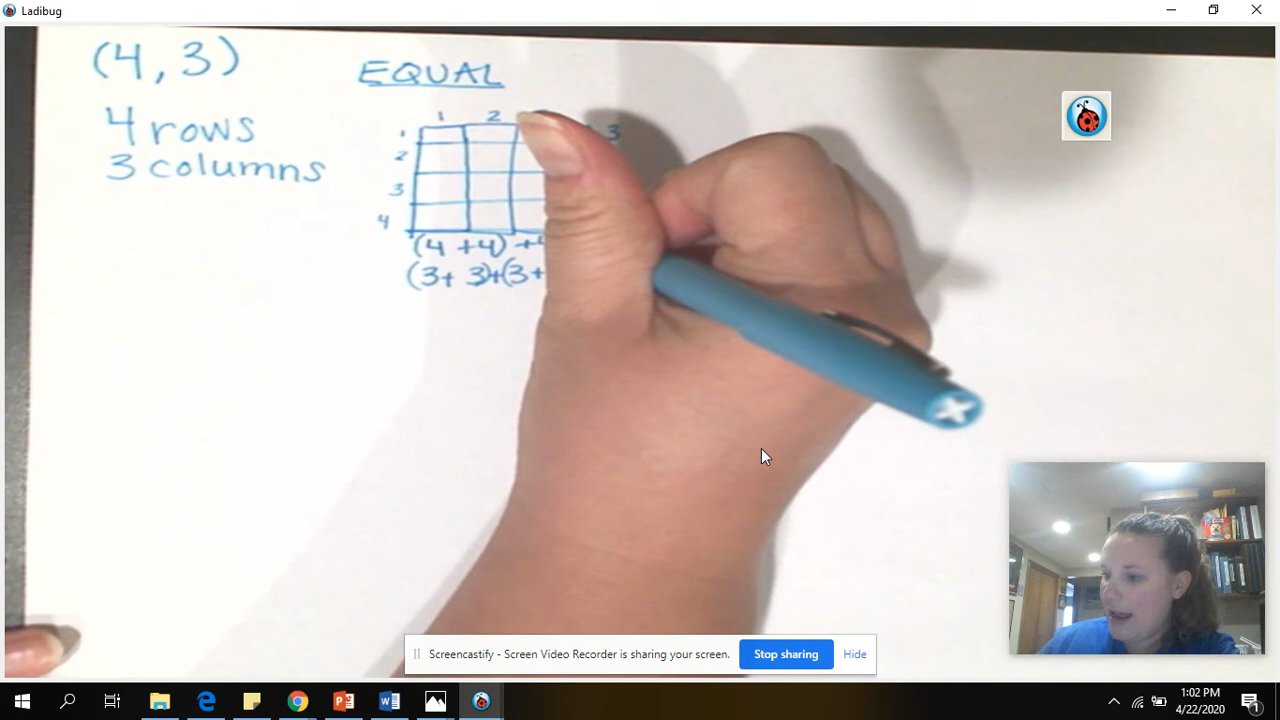 Ladibug
(4, 3)
EQUAL
4 rows
3 columns
1 2
1
3
2
3
4
(4 +4) +4
(3+ 3)+(3+
Screencastify - Screen Video Recorder is sharing your screen.
Stop sharing
Hide
1:02 PM
4/22/2020